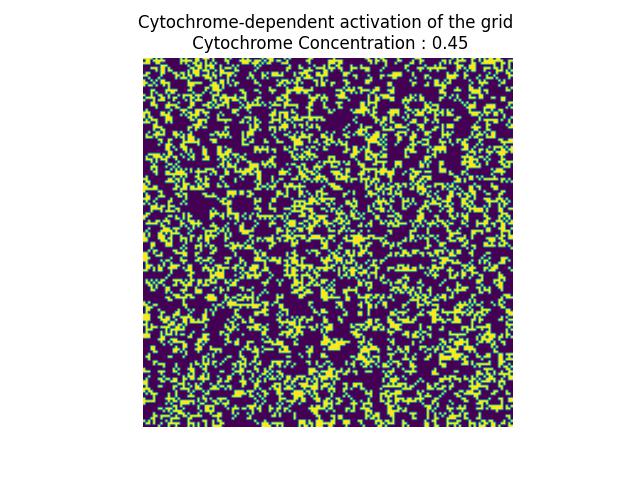 Cytochrome-dependent activation of the grid
Cytochrome Concentration : 0.45